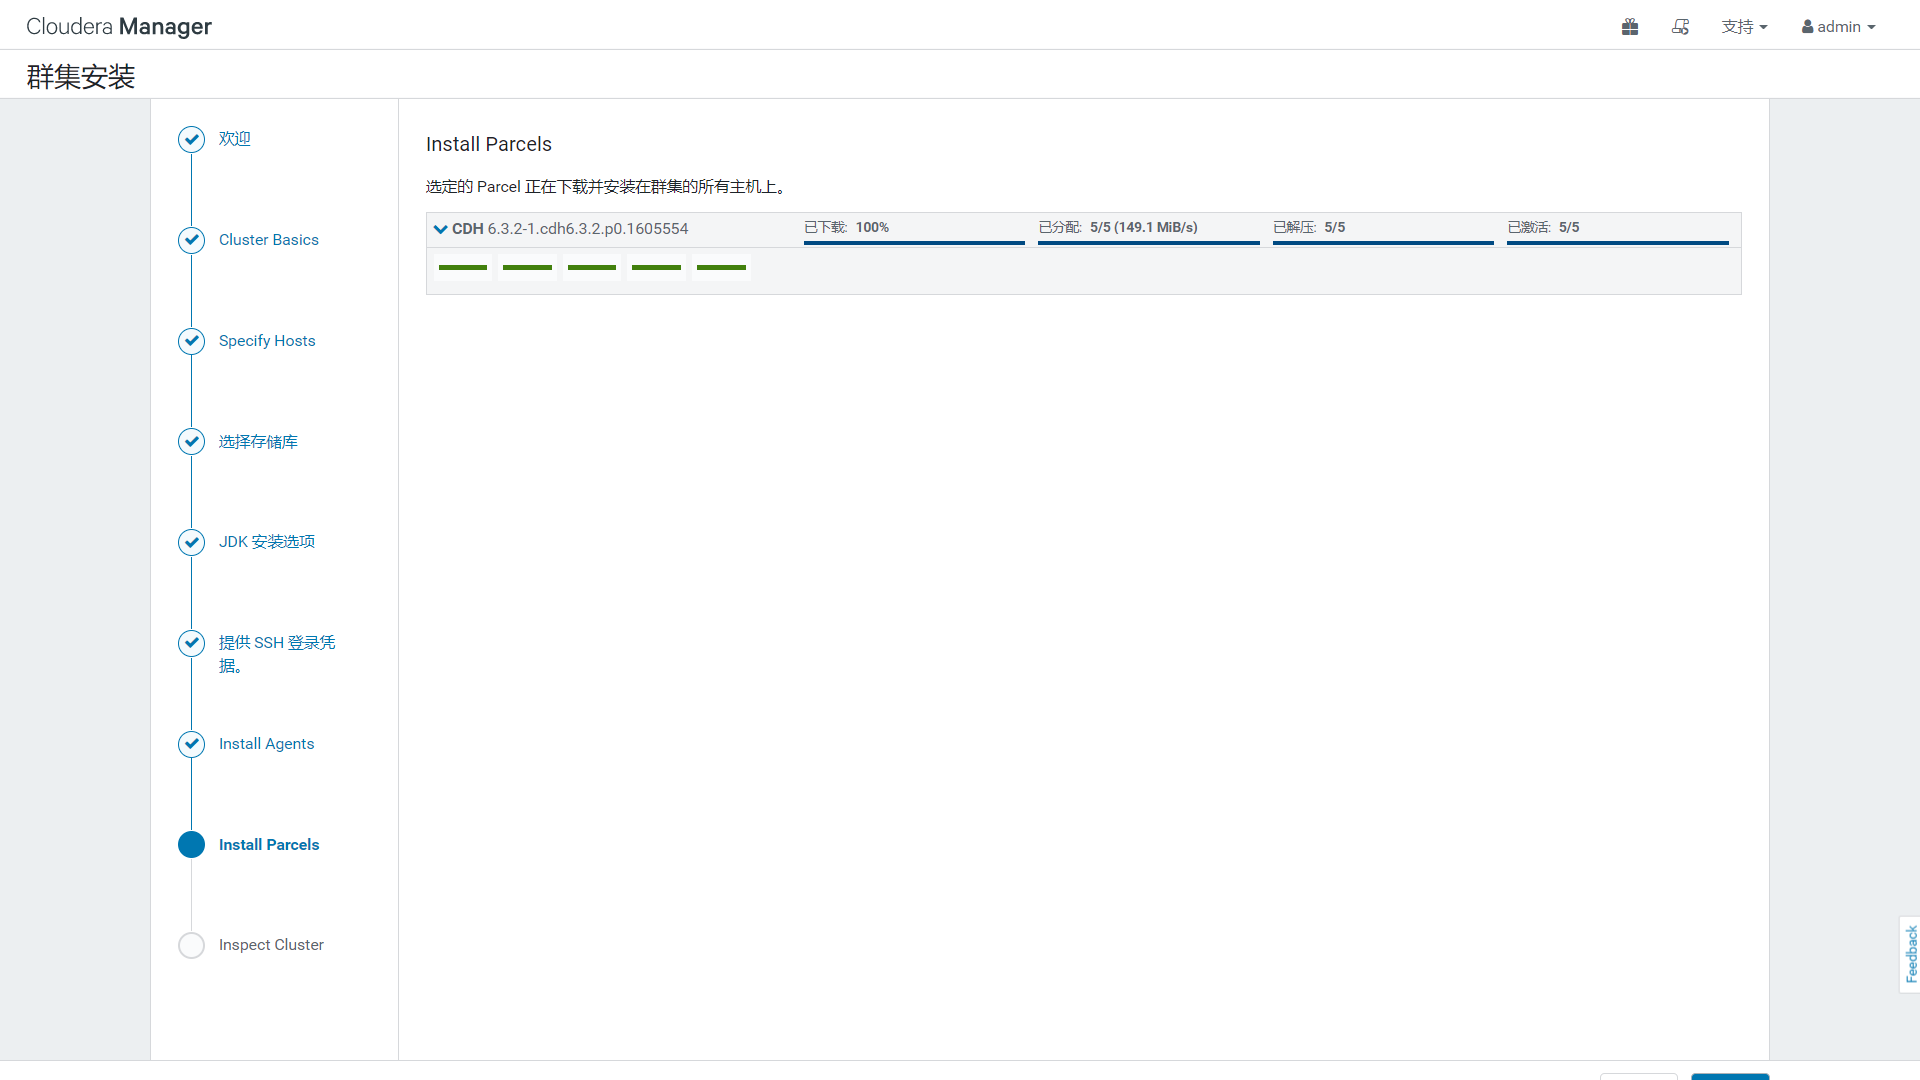 Cloudera Manager
支持
admin
群集安装
欢迎
Cluster Basics
Specify Hosts
选择存储库
JDK 安装选项
提供 SSH 登录凭
据。
Install Agents
Install Parcels
Inspect Cluster
Install Parcels
选定的 Parcel 正在下载并安装在群集的所有主机上。
CDH 6.3.2-1.cdh6.3.2.p0.1605554
已下载: 100%
已分配: 5/5 (149.1 MiB/s)
已解压: 5/5
已激活: 5/5
Feedback